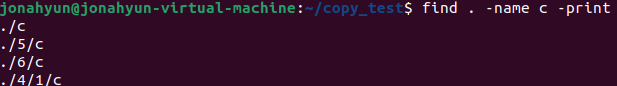 jonahyun@jonahyun-virtual-machine:~/copy_test$ find . -name c -print
./c
./5/c
./6/c
./4/1/c